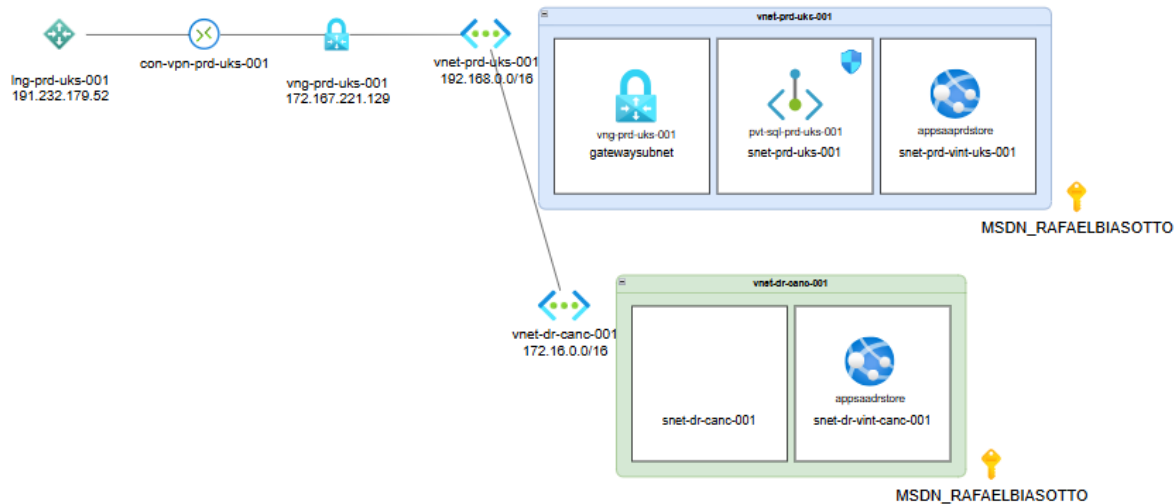 lng-prd-uks-001
191.232.179.52
con-vpn-prd-uks-001
vng-prd-uks-001
172.167.221.129
vnet-prd-uks-001
192.168.0.0/16
vnet-prd-uks-001
vng-prd-uks-001
gatewaysubnet
pvt-sql-prd-uks-001
snet-prd-uks-001
appsaaprdstore
snet-prd-vint-uks-001
MSDN_RAFAELBIASOTTO
vnet-dr-canc-001
172.16.0.0/16
vnet-dr-canc-001
snet-dr-canc-001
appsaadrstore
snet-dr-vint-canc-001
MSDN_RAFAELBIASOTTO